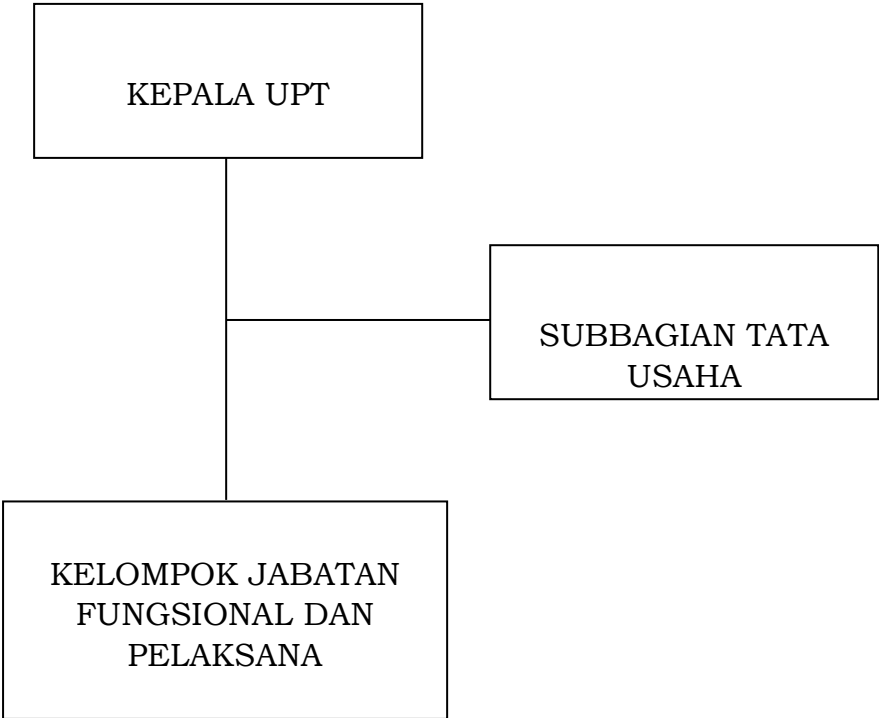 KEPALA UPT
SUBBAGIAN TATA
USAHA
KELOMPOK JABATAN
FUNGSIONAL DAN
PELAKSANA